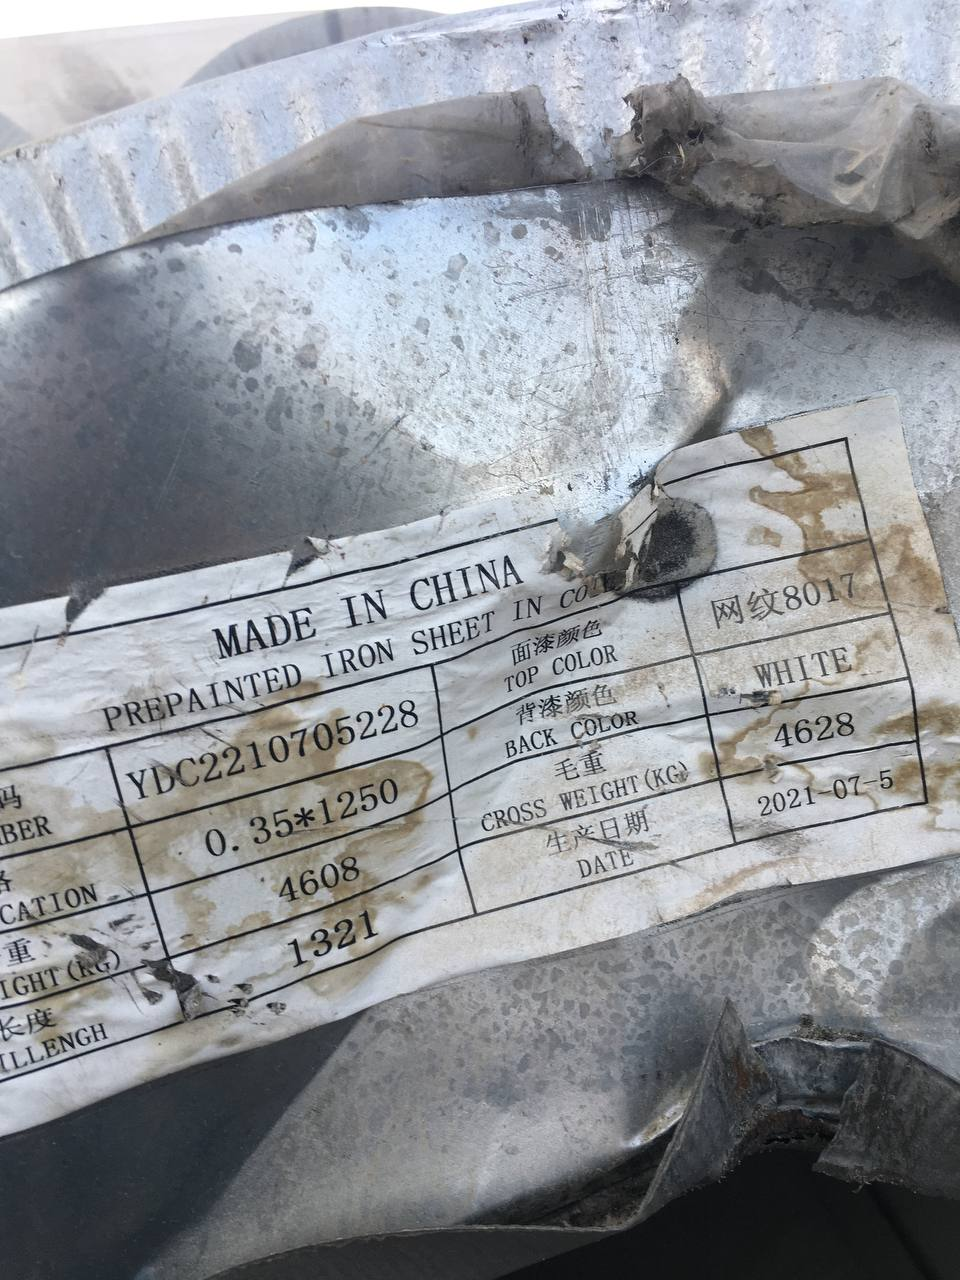 MADE IN CHINA
PREPAINTED IRON SHEET IN
码
BER
YDC2210705228
面漆颜色
TOP COLOR
网纹8017
格
CATION
0.35*1250
背漆颜色
BACK COLOR
WHITE
重
IGHT(KG)
4608
毛重
CROSS WEIGHT(KG)
4628
长度
ILLENGH
1321
生产日期
DATE
2021-07-5